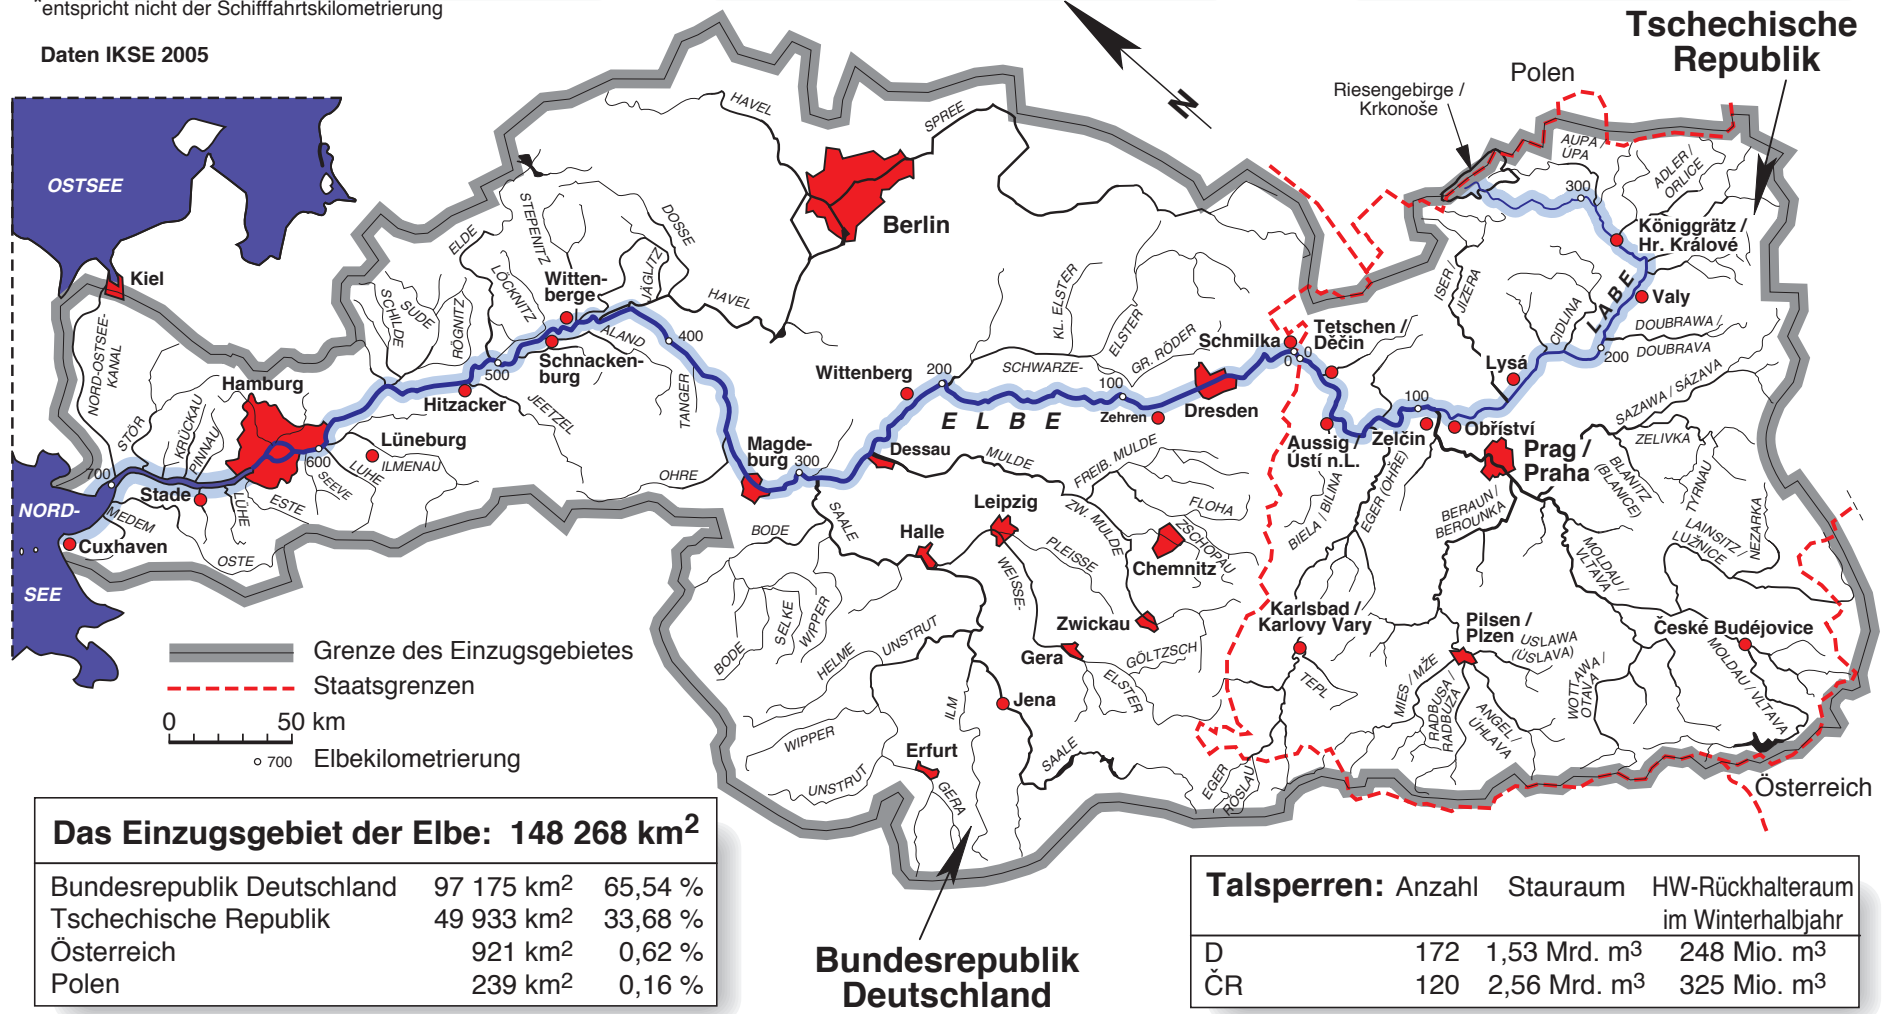 *entspricht nicht der Schifffahrtskilometrierung
Daten IKSE 2005
N
Tschechische
Republik
Polen
Riesengebirge /
Krkonoše
OSTSEE
Kiel
NORD-OSTSEE-
KANAL
NORD-
SEE
Cuxhaven
MEDEM
OSTE
Stade
700
STÖR
KRÜCKAU
PINNAU
Hamburg
LÜHE
ESTE
SEEVE
600
LUHE
ILMENAU
Lüneburg
SCHILDE
SUDE
RÖGNITZ
ELDE
LÖCKNITZ
STEPENITZ
Hitzacker
500
JEETZEL
Schnacken-
burg
Witten-
berge
ALAND
JÄGLITZ
DOSSE
HAVEL
HAVEL
SPREE
Berlin
400
TANGER
OHRE
Magde-
burg
300
Dessau
Wittenberg
200
E L B E
SCHWARZE-
KL. ELSTER
ELSTER
GR. RÖDER
100
Zehren
Dresden
Schmilka
0
0
Tetschen /
Děčín
Aussig /
Ústí n.L.
Zelčín
100
Obříství
Lysá
200
LABE
Valy
Königgrätz /
Hr. Králové
300
AUPA /
ÚPA
ADLER /
ORLICE
ISER /
JIZERA
CIDLINA
DOUBRAWA /
DOUBRAVA
SAZAWA / SÁZAVA
ZELIVKA
BLANITZ
(BLANICE)
TYRNAU
LAINSITZ /
LUŽNICE
NEZARKA
Prag /
Praha
BERAUN /
BEROUNKA
MOLDAU /
VLTAVA
EGER (OHRE)
BIELA / BILINA
Karlsbad /
Karlovy Vary
TEPL
Pilsen /
Plzen
USLAWA
(ÚSLAVA)
MIES / MŽE
RADBUSA /
RADBUZA
ANGEL /
ÚHLAVA
WOTTAWA /
OTAVA
České Budéjovice
MOLDAU / VLTAVA
Österreich
EGER
RÖSLAU
MULDE
FREIB. MULDE
FLOHA
ZSCHOPAU
ZW. MULDE
Chemnitz
Zwickau
Leipzig
PLEISSE
WEISSE-
ELSTER
Gera
GÖLTZSCH
Halle
SAALE
BODE
BODE
SELKE
WIPPER
HELME
UNSTRUT
WIPPER
UNSTRUT
Erfurt
GERA
ILM
Jena
SAALE
Grenze des Einzugsgebietes
Staatsgrenzen
0 50 km
700 Elbekilometrierung
Das Einzugsgebiet der Elbe: 148 268 km²
Bundesrepublik Deutschland 97 175 km² 65,54 %
Tschechische Republik 49 933 km² 33,68 %
Österreich 921 km² 0,62 %
Polen 239 km² 0,16 %
Bundesrepublik
Deutschland
Talsperren: Anzahl Stauraum HW-Rückhalteraum
im Winterhalbjahr
D 172 1,53 Mrd. m³ 248 Mio. m³
ČR 120 2,56 Mrd. m³ 325 Mio. m³